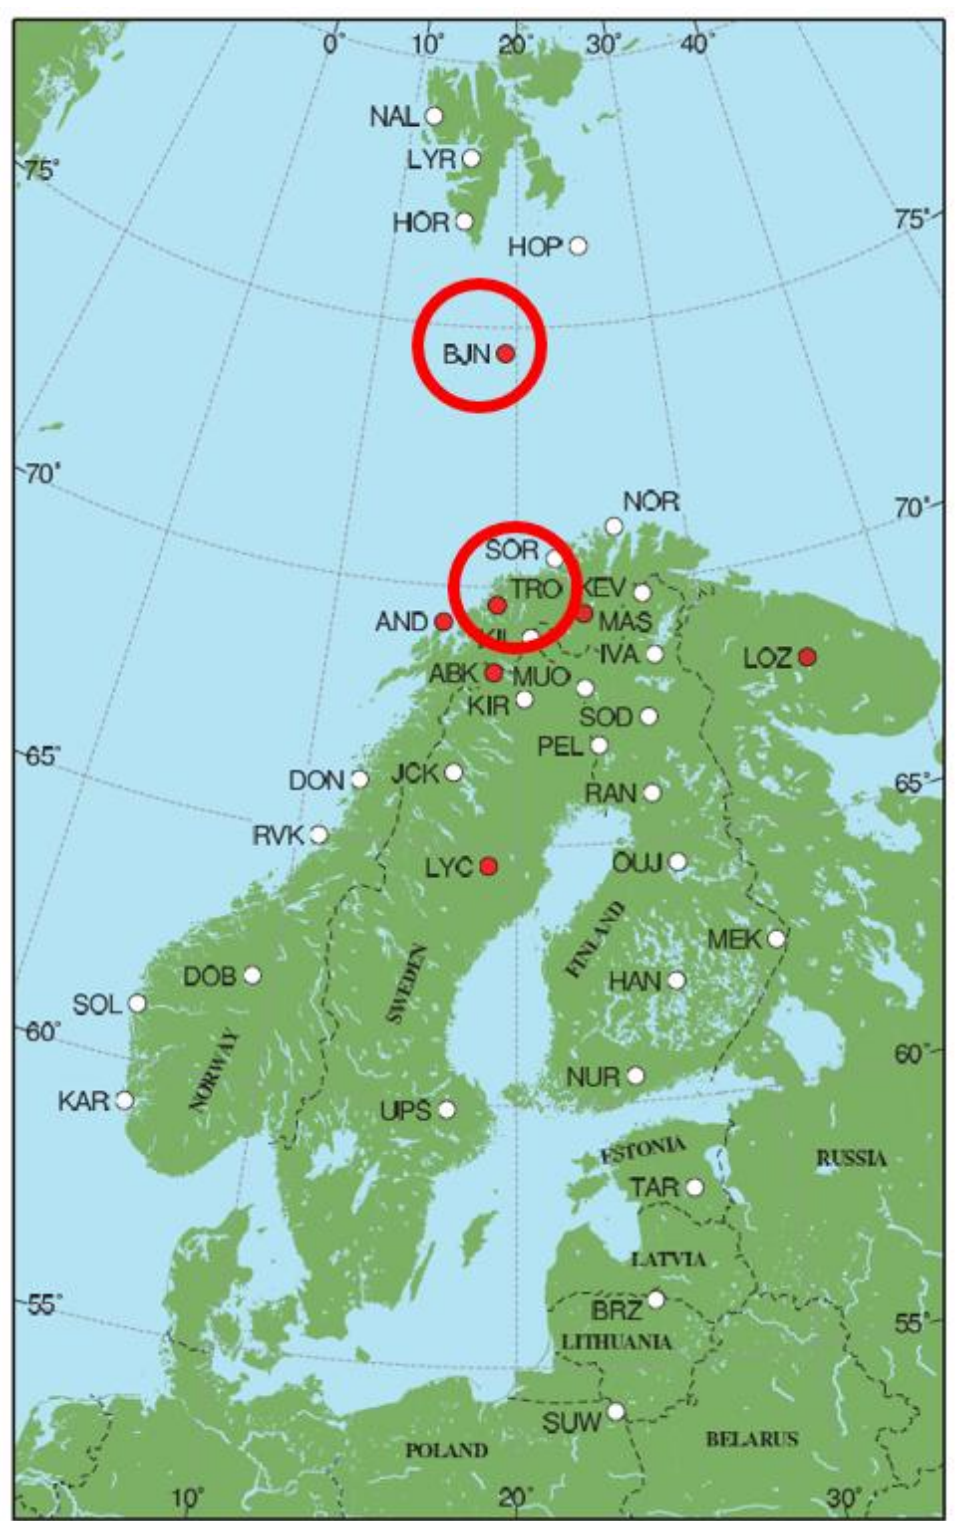 0° 10° 20° 30° 40°
NAL
LYR
75°
HOR
75°
HOP
BJN
70°
NOR
70°
SOR
TRO KEV
AND MAS
KIL
IVA LOZ
ABK MUO
KIR
SOD
PEL
65°
DON JCK
65°
RAN
RVK
LYC OUJ
MEK
FINLAND
DOB SWEDEN HAN
SOL
60°
60°
NORWAY
NUR
KAR UPS
ESTONIA
RUSSIA
TAR
LATVIA
55°
BRZ
55°
LITHUANIA
SUW
BELARUS
POLAND
10° 20° 30°